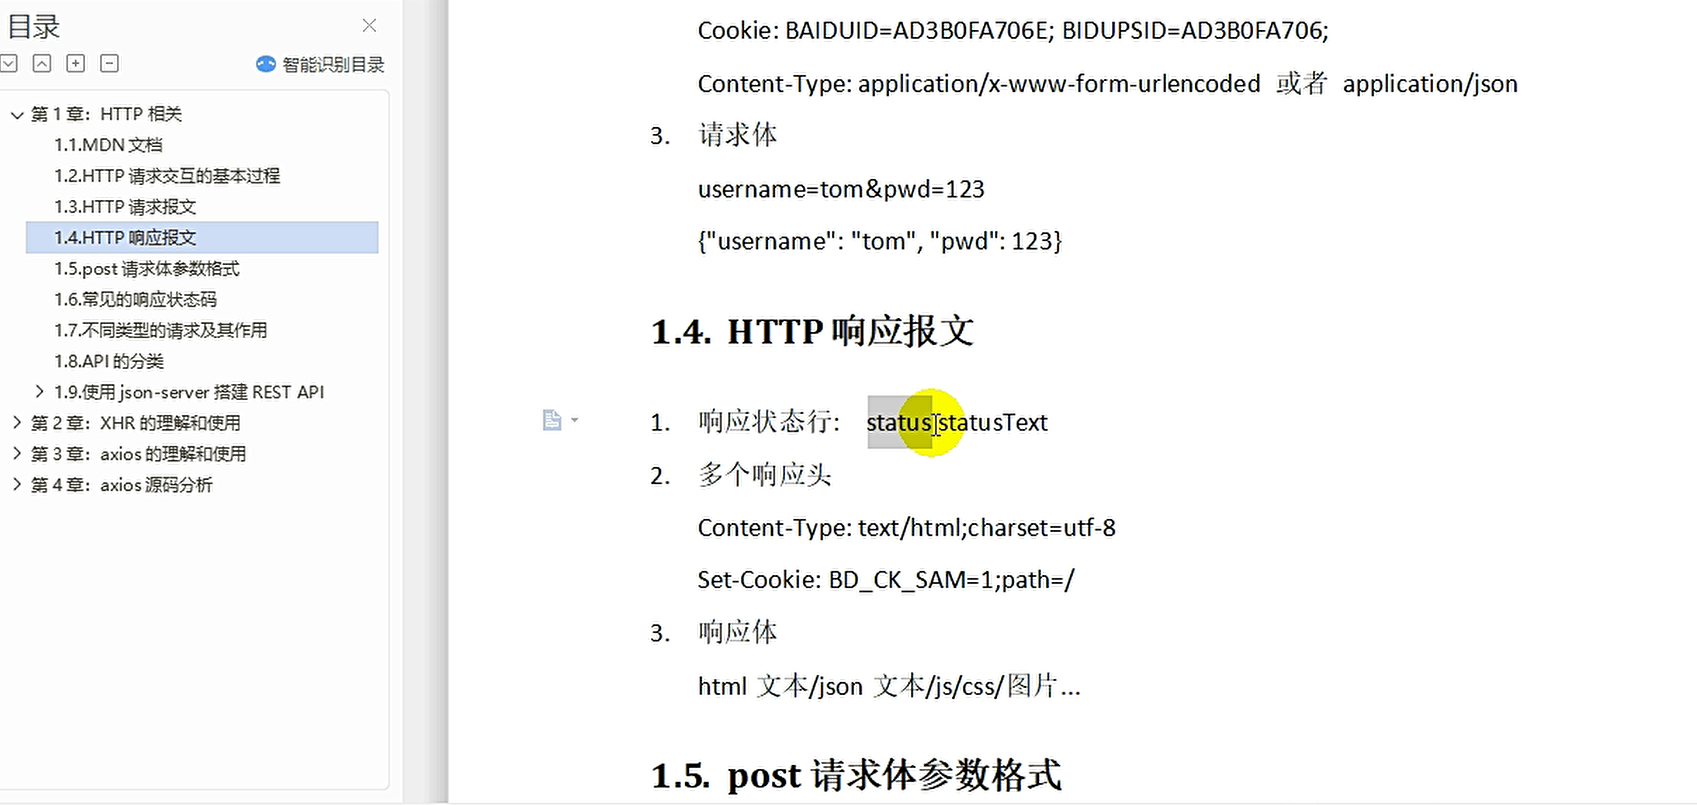 目录
智能识别目录
第 1 章：HTTP 相关
1.1.MDN 文档
1.2.HTTP 请求交互的基本过程
1.3.HTTP 请求报文
1.4.HTTP 响应报文
1.5.post 请求体参数格式
1.6.常见的响应状态码
1.7.不同类型的请求及其作用
1.8.API 的分类
1.9.使用 json-server 搭建 REST API
第 2 章：XHR 的理解和使用
第 3 章：axios 的理解和使用
第 4 章：axios 源码分析
Cookie: BAIDUID=AD3B0FA706E; BIDUPSID=AD3B0FA706;
Content-Type: application/x-www-form-urlencoded 或者 application/json
3. 请求体
username=tom&pwd=123
{"username": "tom", "pwd": 123}
1.4. HTTP 响应报文
1. 响应状态行: status statusText
2. 多个响应头
Content-Type: text/html;charset=utf-8
Set-Cookie: BD_CK_SAM=1;path=/
3. 响应体
html 文本/json 文本/js/css/图片...
1.5. post 请求体参数格式